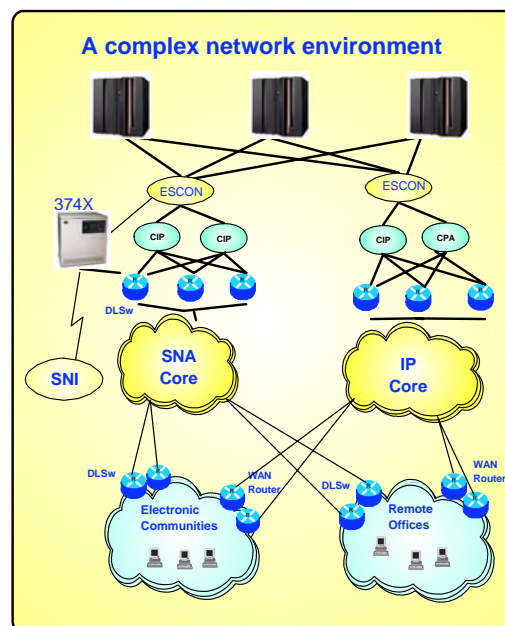 A complex network environment
ESCON
ESCON
374X
CIP
CIP
CIP
CPA
DLSw
SNI
SNA
Core
IP
Core
DLSw
WAN
Router
DLSw
WAN
Router
Electronic
Communities
Remote
Offices